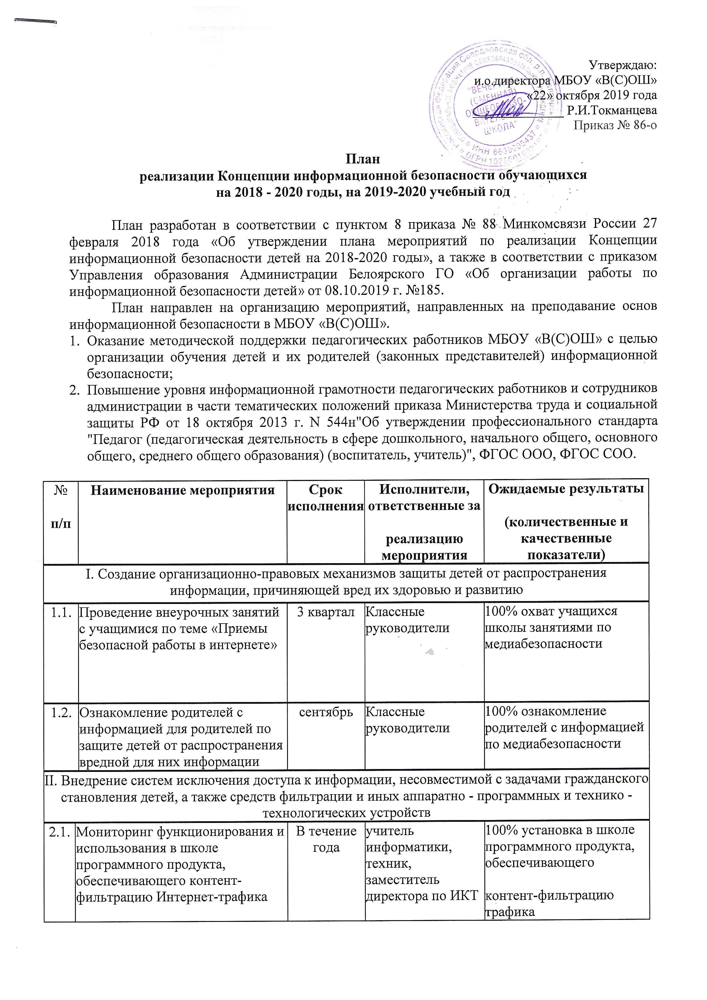 Утверждаю:
и.о.директора МБОУ «В(С)ОШ»
«22» октября 2019 года
Р.И.Токманцева
Приказ № 86-о
"ВЕЧЕРНЯЯ
(СМЕННАЯ)
ОБЩЕОБРАЗО-
ВАТЕЛЬНАЯ
ШКОЛА"
ИНН 6639005437
Российская Федерация Свердловская обл. р.п.
План
реализации Концепции информационной безопасности обучающихся
на 2018 - 2020 годы, на 2019-2020 учебный год
План разработан в соответствии с пунктом 8 приказа № 88 Минкомсвязи России 27
февраля 2018 года «Об утверждении плана мероприятий по реализации Концепции
информационной безопасности детей на 2018-2020 годы», а также в соответствии с приказом
Управления образования Администрации Белоярского ГО «Об организации работы по
информационной безопасности детей» от 08.10.2019 г. №185.
План направлен на организацию мероприятий, направленных на преподавание основ
информационной безопасности в МБОУ «В(С)ОШ».
1. Оказание методической поддержки педагогических работников МБОУ «В(С)ОШ» с целью
организации обучения детей и их родителей (законных представителей) информационной
безопасности;
2. Повышение уровня информационной грамотности педагогических работников и сотрудников
администрации в части тематических положений приказа Министерства труда и социальной
защиты РФ от 18 октября 2013 г. N 544н"Об утверждении профессионального стандарта
"Педагог (педагогическая деятельность в сфере дошкольного, начального общего, основного
общего, среднего общего образования) (воспитатель, учитель)", ФГОС ООО, ФГОС СОО.
№
п/п
Наименование мероприятия
Срок
исполнения
Исполнители,
ответственные за
реализацию
мероприятия
Ожидаемые результаты
(количественные и
качественные
показатели)
I. Создание организационно-правовых механизмов защиты детей от распространения
информации, причиняющей вред их здоровью и развитию
1.1.
Проведение внеурочных занятий
с учащимися по теме «Приемы
безопасной работы в интернете»
3 квартал
Классные
руководители
100% охват учащихся
школы занятиями по
медиабезопасности
1.2.
Ознакомление родителей с
информацией для родителей по
защите детей от распространения
вредной для них информации
сентябрь
Классные
руководители
100% ознакомление
родителей с информацией
по медиабезопасности
II. Внедрение систем исключения доступа к информации, несовместимой с задачами гражданского
становления детей, а также средств фильтрации и иных аппаратно - программных и технико -
технологических устройств
2.1.
Мониторинг функционирования и
использования в школе
программного продукта,
обеспечивающего контент-
фильтрацию Интернет-трафика
В течение
года
учитель
информатики,
техник,
заместитель
директора по ИКТ
100% установка в школе
программного продукта,
обеспечивающего
контент-фильтрацию
трафика